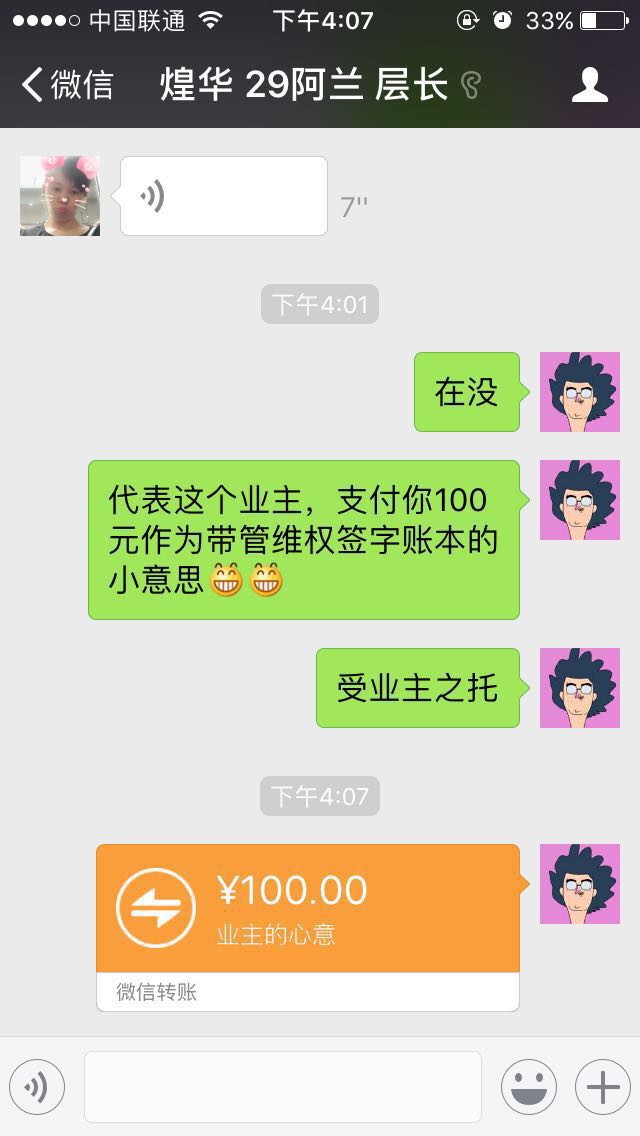 中国联通 下午4:07 33%
微信 煌华 29阿兰 层长
7''
下午4:01
在没
代表这个业主，支付你100
元作为带管维权签字账本的
小意思😁😁
受业主之托
下午4:07
¥100.00
业主的心意
微信转账